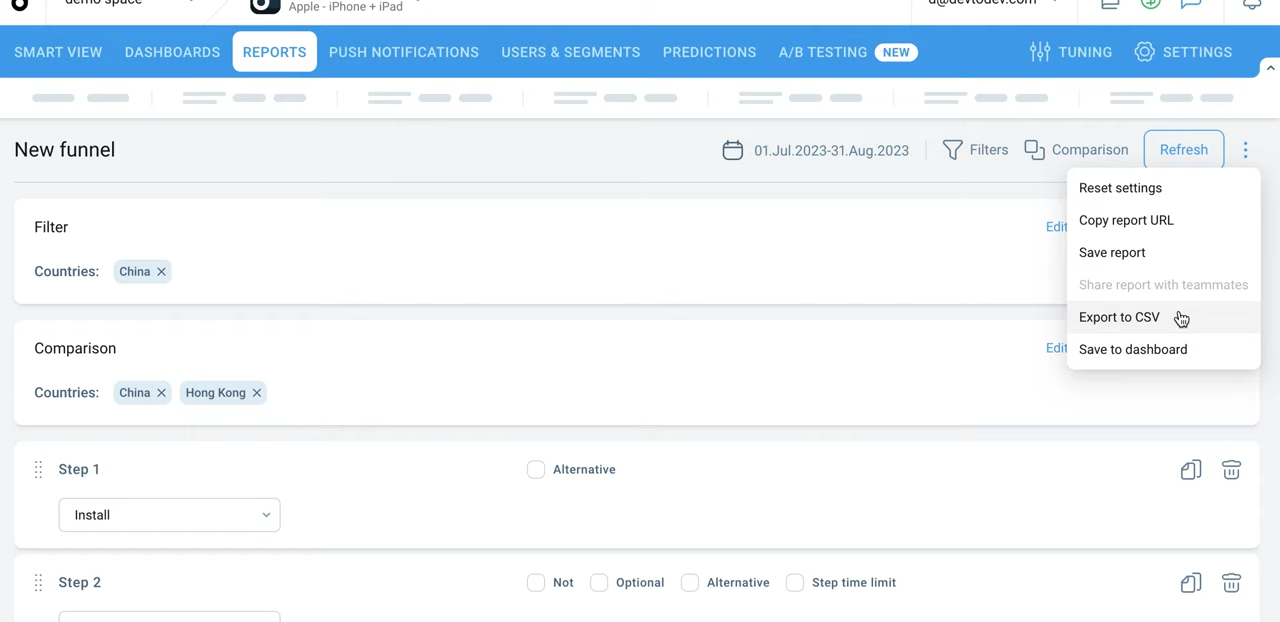 demo space
Apple - iPhone + iPad
d@devtodev.com
SMART VIEW DASHBOARDS REPORTS PUSH NOTIFICATIONS USERS & SEGMENTS PREDICTIONS A/B TESTING NEW TUNING SETTINGS
New funnel 01.Jul.2023-31.Aug.2023 Filters Comparison Refresh
Reset settings
Copy report URL
Save report
Share report with teammates
Export to CSV
Save to dashboard
Filter Edit
Countries: China
Comparison Edit
Countries: China Hong Kong
Step 1 Alternative
Install
Step 2 Not Optional Alternative Step time limit